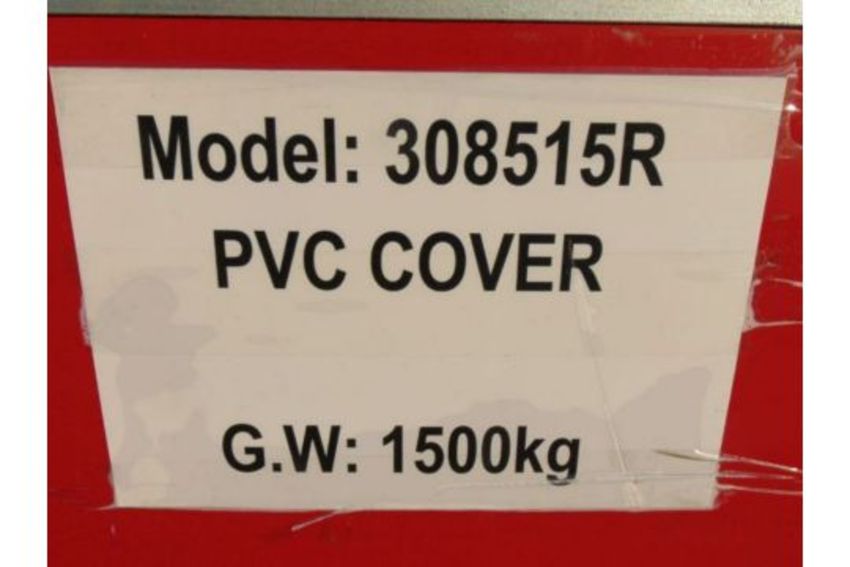 Model: 308515R
PVC COVER
G.W: 1500kg